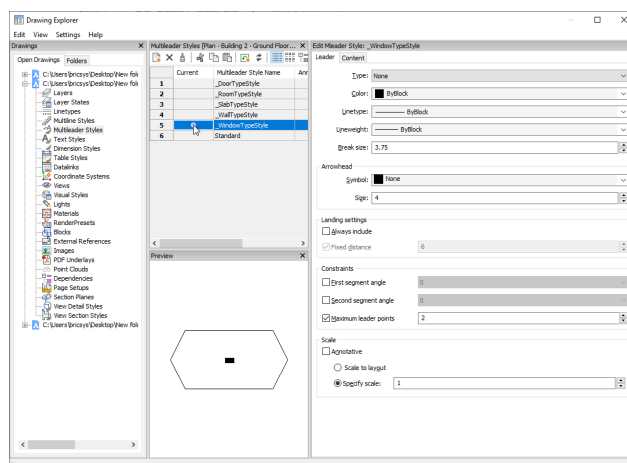 Drawing Explorer
Edit View Settings Help
Drawings
Open Drawings Folders
C:\Users\bricsys\Desktop\New fol
C:\Users\bricsys\Desktop\New fol
Layers
Layer States
Linetypes
Multiline Styles
Multileader Styles
Text Styles
Dimension Styles
Table Styles
Datalinks
Coordinate Systems
Views
Visual Styles
Lights
Materials
RenderPresets
Blocks
External References
Images
PDF Underlays
Point Clouds
Dependencies
Page Setups
Section Planes
View Detail Styles
View Section Styles
C:\Users\bricsys\Desktop\New fol
Multileader Styles [Plan - Building 2 - Ground Floor...
Current Multileader Style Name Ann
1 _DoorTypeStyle
2 _RoomTypeStyle
3 _SlabTypeStyle
4 _WallTypeStyle
5 _WindowTypeStyle
6 Standard
Preview
Edit Mleader Style: _WindowTypeStyle
Leader Content
Type: None
Color: ByBlock
Linetype: ByBlock
Lineweight: ByBlock
Break size: 3.75
Arrowhead
Symbol: None
Size: 4
Landing settings
Always include
Fixed distance 6
Constraints
First segment angle 0
Second segment angle 0
Maximum leader points 2
Scale
Annotative
Scale to layout
Specify scale: 1